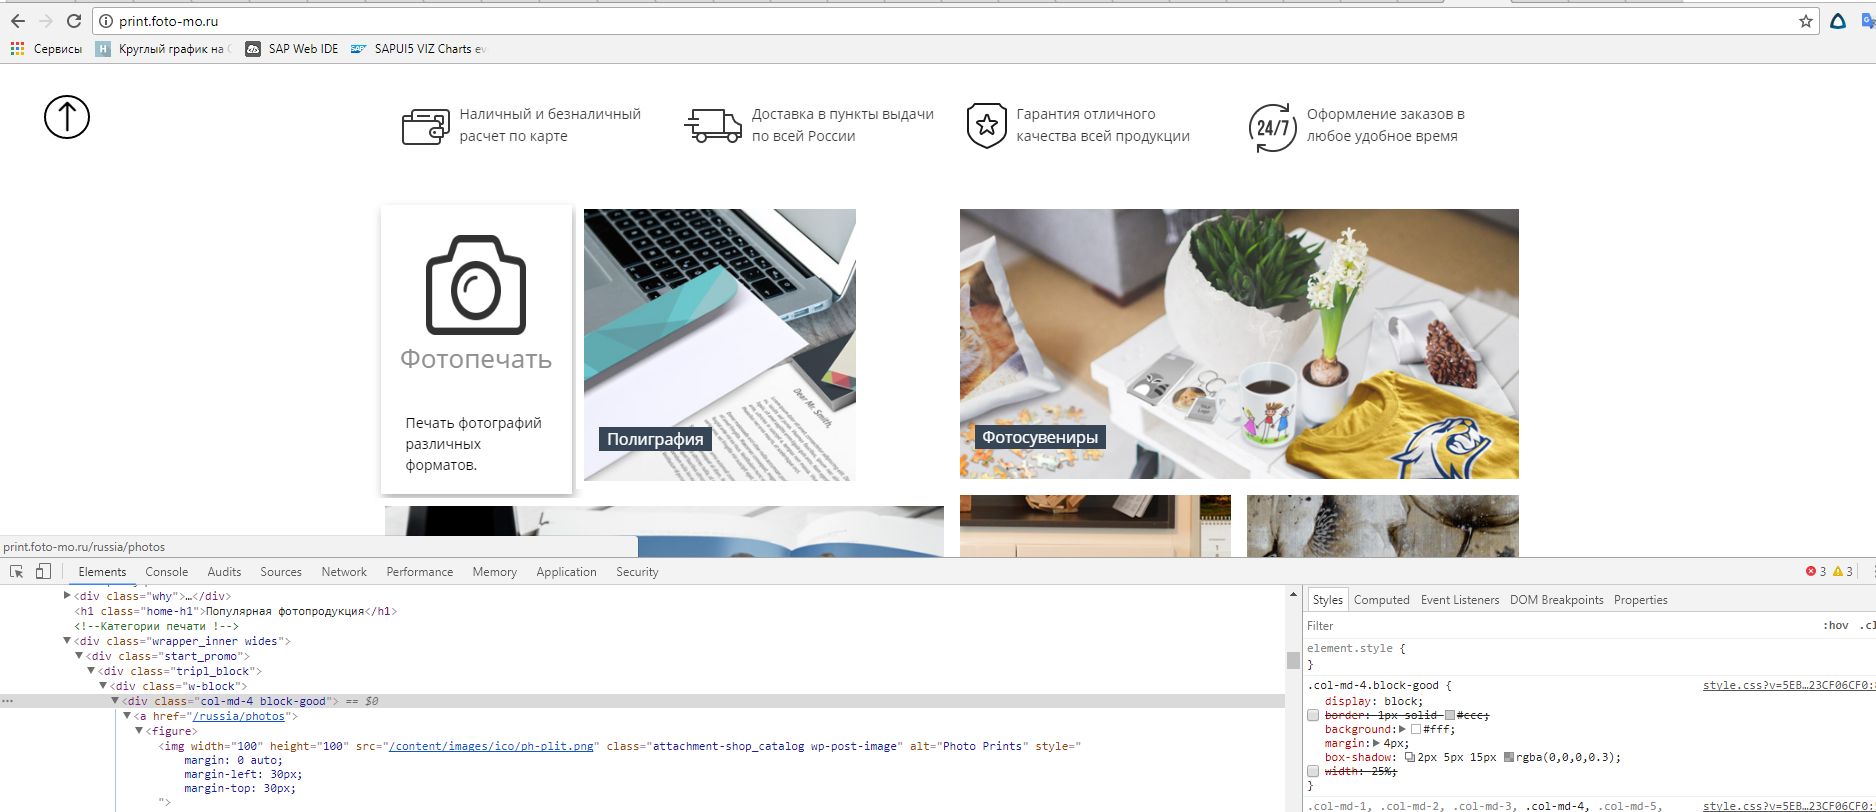 print.foto-mo.ru
Сервисы
Круглый график на
SAP Web IDE
SAPUI5 VIZ Charts ev
Наличный и безналичный
расчет по карте
Доставка в пункты выдачи
по всей России
Гарантия отличного
качества всей продукции
24/7
Оформление заказов в
любое удобное время
Фотопечать
Печать фотографий
различных
форматов.
Dear Mr. Smith,
Полиграфия
Фотосувениры
print.foto-mo.ru/russia/photos
Elements Console Audits Sources Network Performance Memory Application Security
3 3
<div class="why">…</div>
<h1 class="home-h1">Популярная фотопродукция</h1>
<!--Категории печати !-->
<div class="wrapper_inner wides">
<div class="start_promo">
<div class="tripl_block">
<div class="w-block">
<div class="col-md-4 block-good"> == $0
<a href="/russia/photos">
<figure>
<img width="100" height="100" src="/content/images/ico/ph-plit.png" class="attachment-shop_catalog wp-post-image" alt="Photo Prints" style="
margin: 0 auto;
margin-left: 30px;
margin-top: 30px;
">
Styles Computed Event Listeners DOM Breakpoints Properties
Filter :hov .cl
element.style {
}
.col-md-4.block-good { style.css?v=5EB…23CF06CF0:
display: block;
border: 1px solid #ccc;
background: #fff;
margin: 4px;
box-shadow: 2px 5px 15px rgba(0,0,0,0.3);
width: 25%;
}
.col-md-1, .col-md-2, .col-md-3, .col-md-4, .col-md-5, style.css?v=5EB…23CF06CF0: